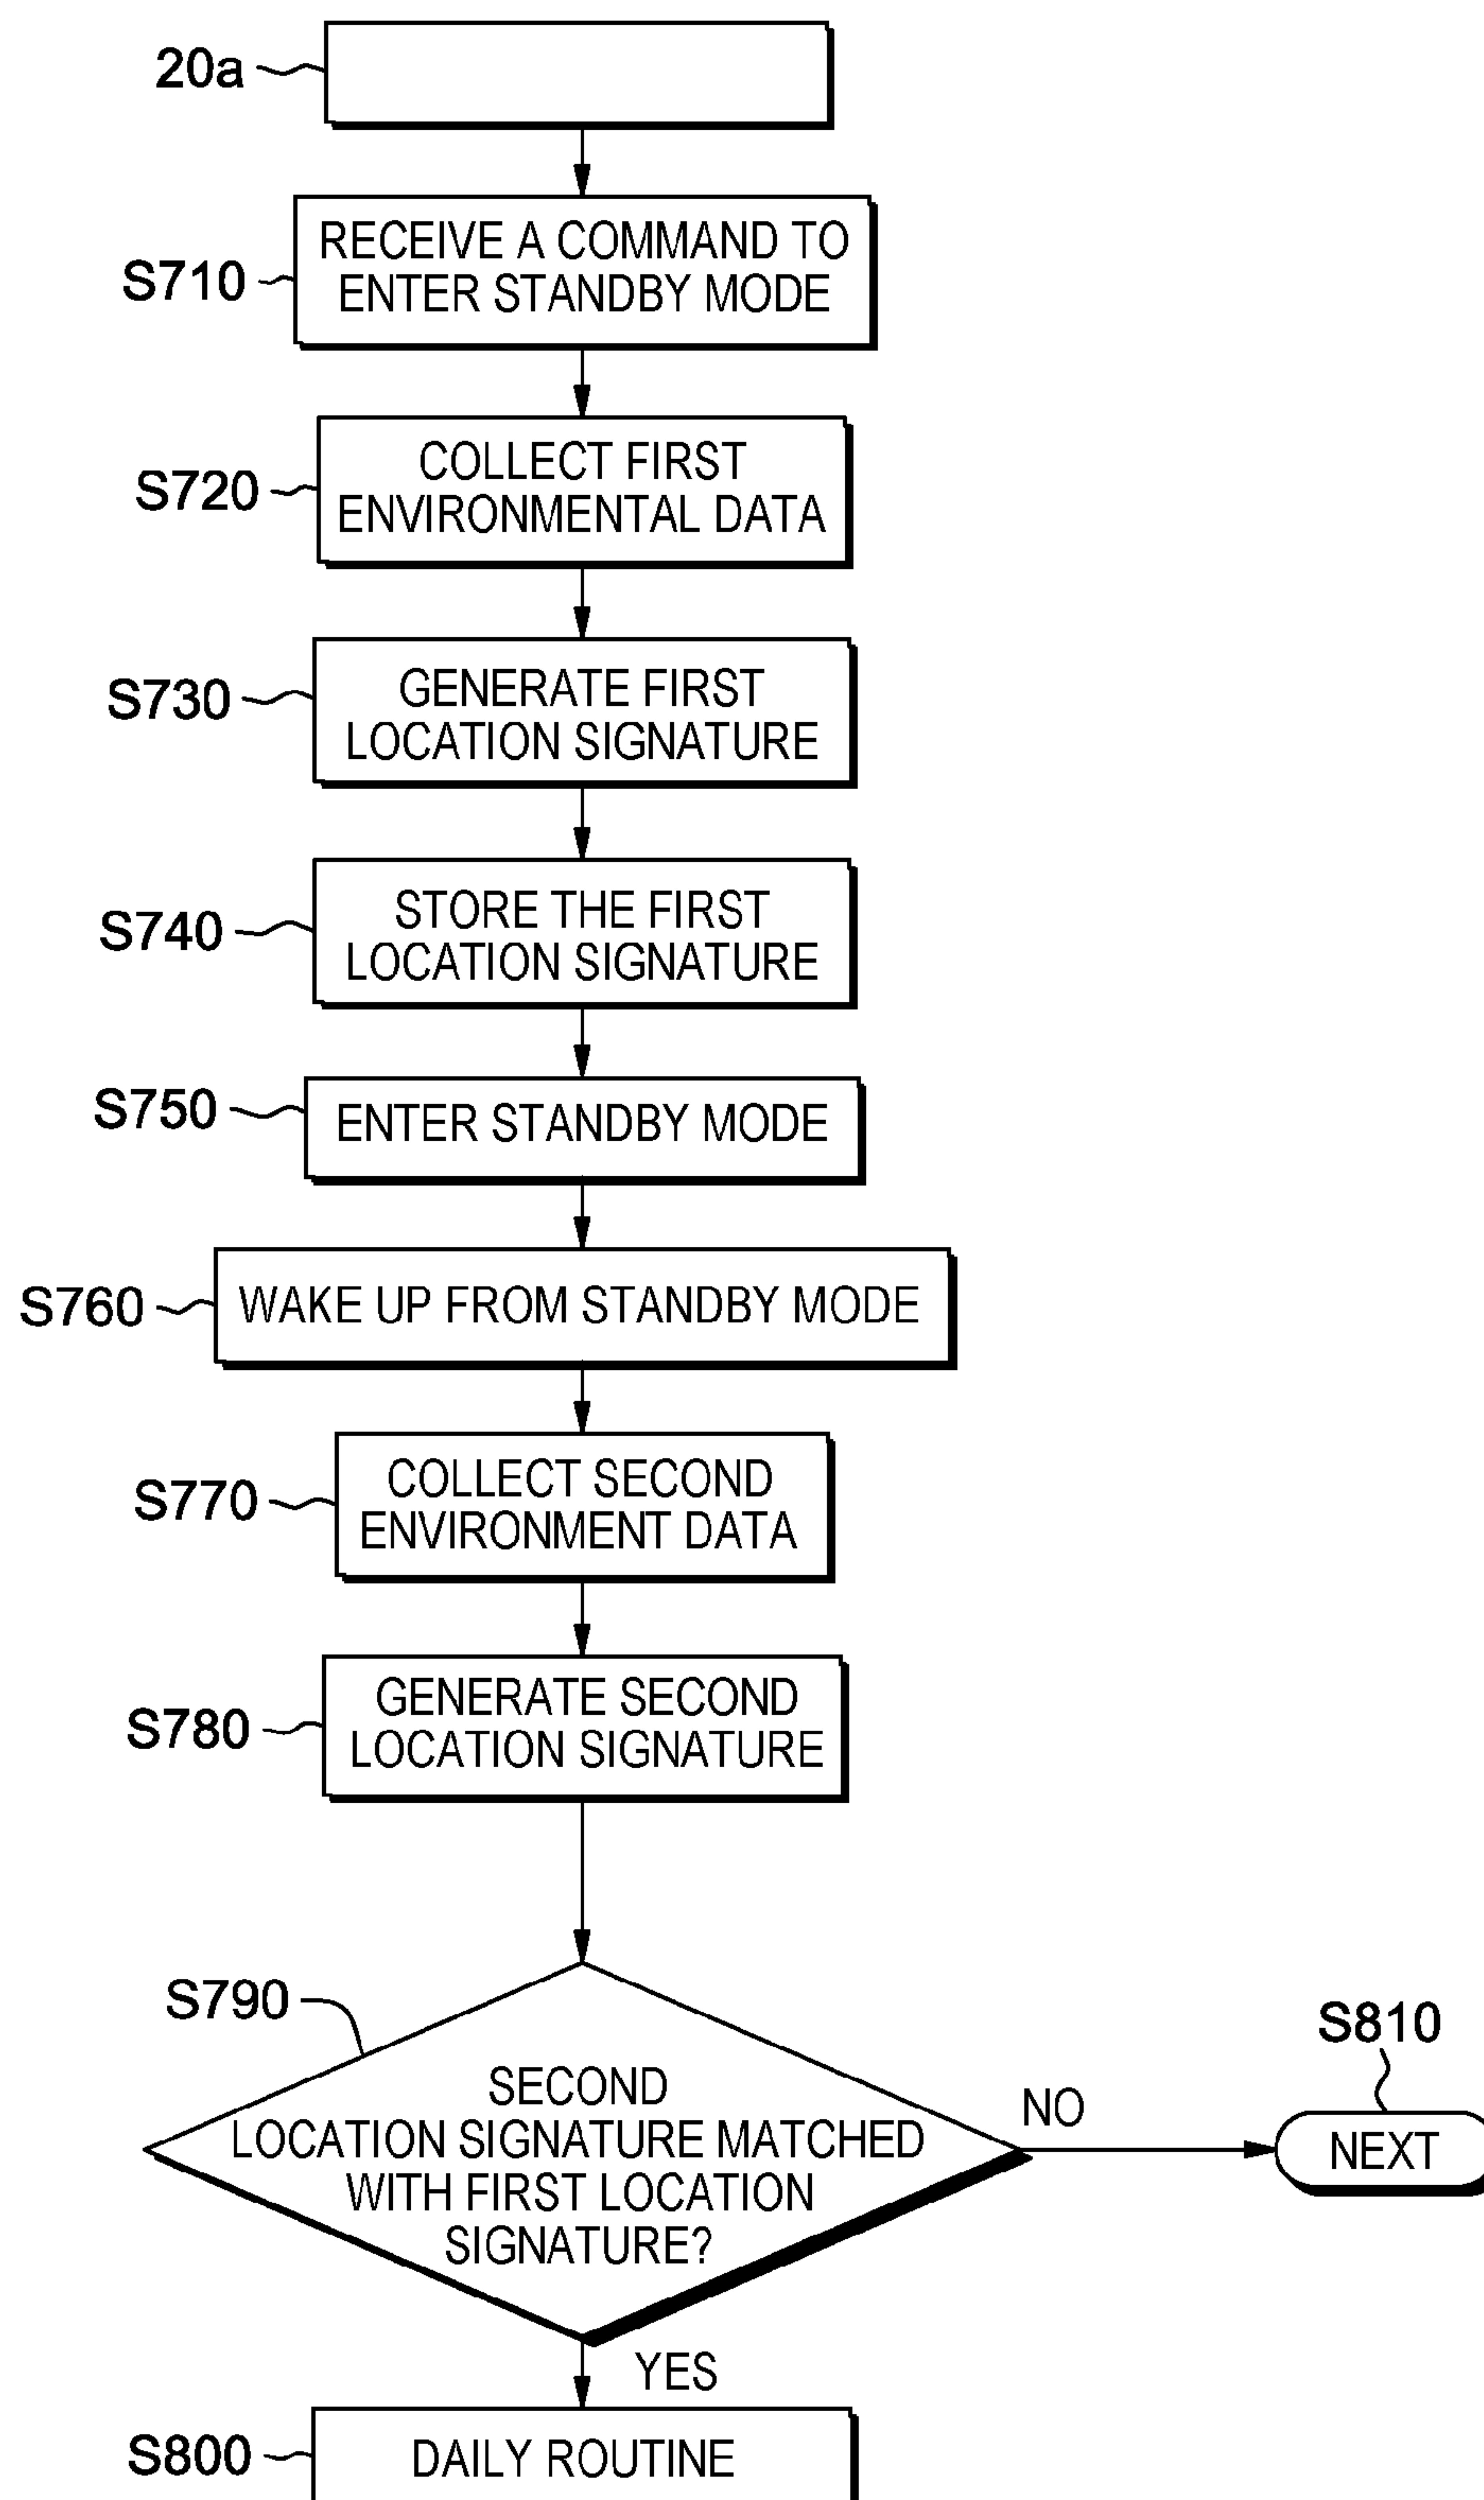 20a
S710
RECEIVE A COMMAND TO
ENTER STANDBY MODE
S720
COLLECT FIRST
ENVIRONMENTAL DATA
S730
GENERATE FIRST
LOCATION SIGNATURE
S740
STORE THE FIRST
LOCATION SIGNATURE
S750
ENTER STANDBY MODE
S760
WAKE UP FROM STANDBY MODE
S770
COLLECT SECOND
ENVIRONMENT DATA
S780
GENERATE SECOND
LOCATION SIGNATURE
S790
SECOND
LOCATION SIGNATURE MATCHED
WITH FIRST LOCATION
SIGNATURE?
NO
S810
NEXT
YES
S800
DAILY ROUTINE